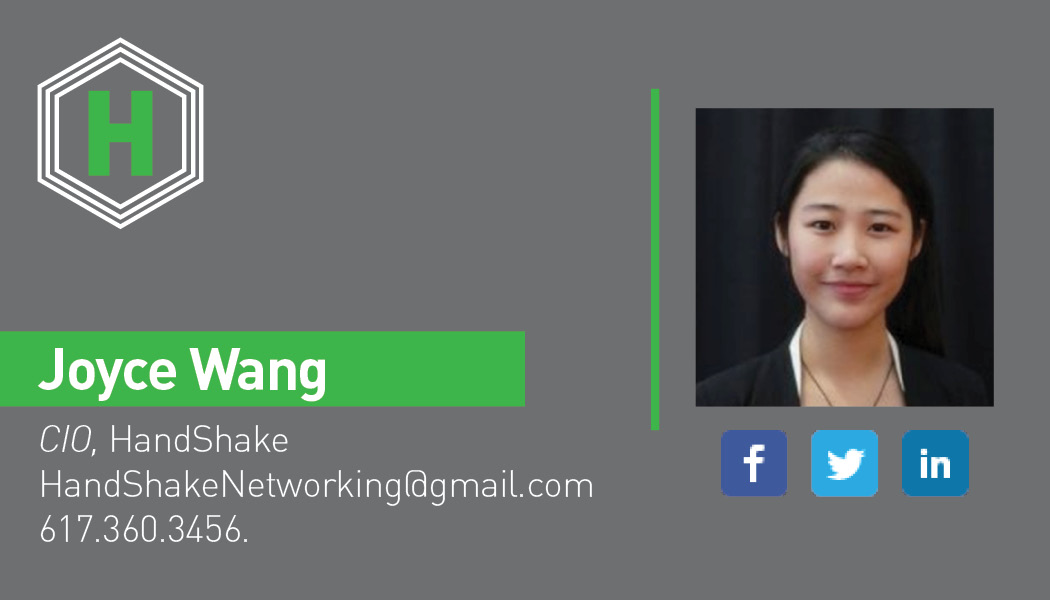 H
Joyce Wang
CIO, HandShake
HandShakeNetworking@gmail.com
617.360.3456.
f
in